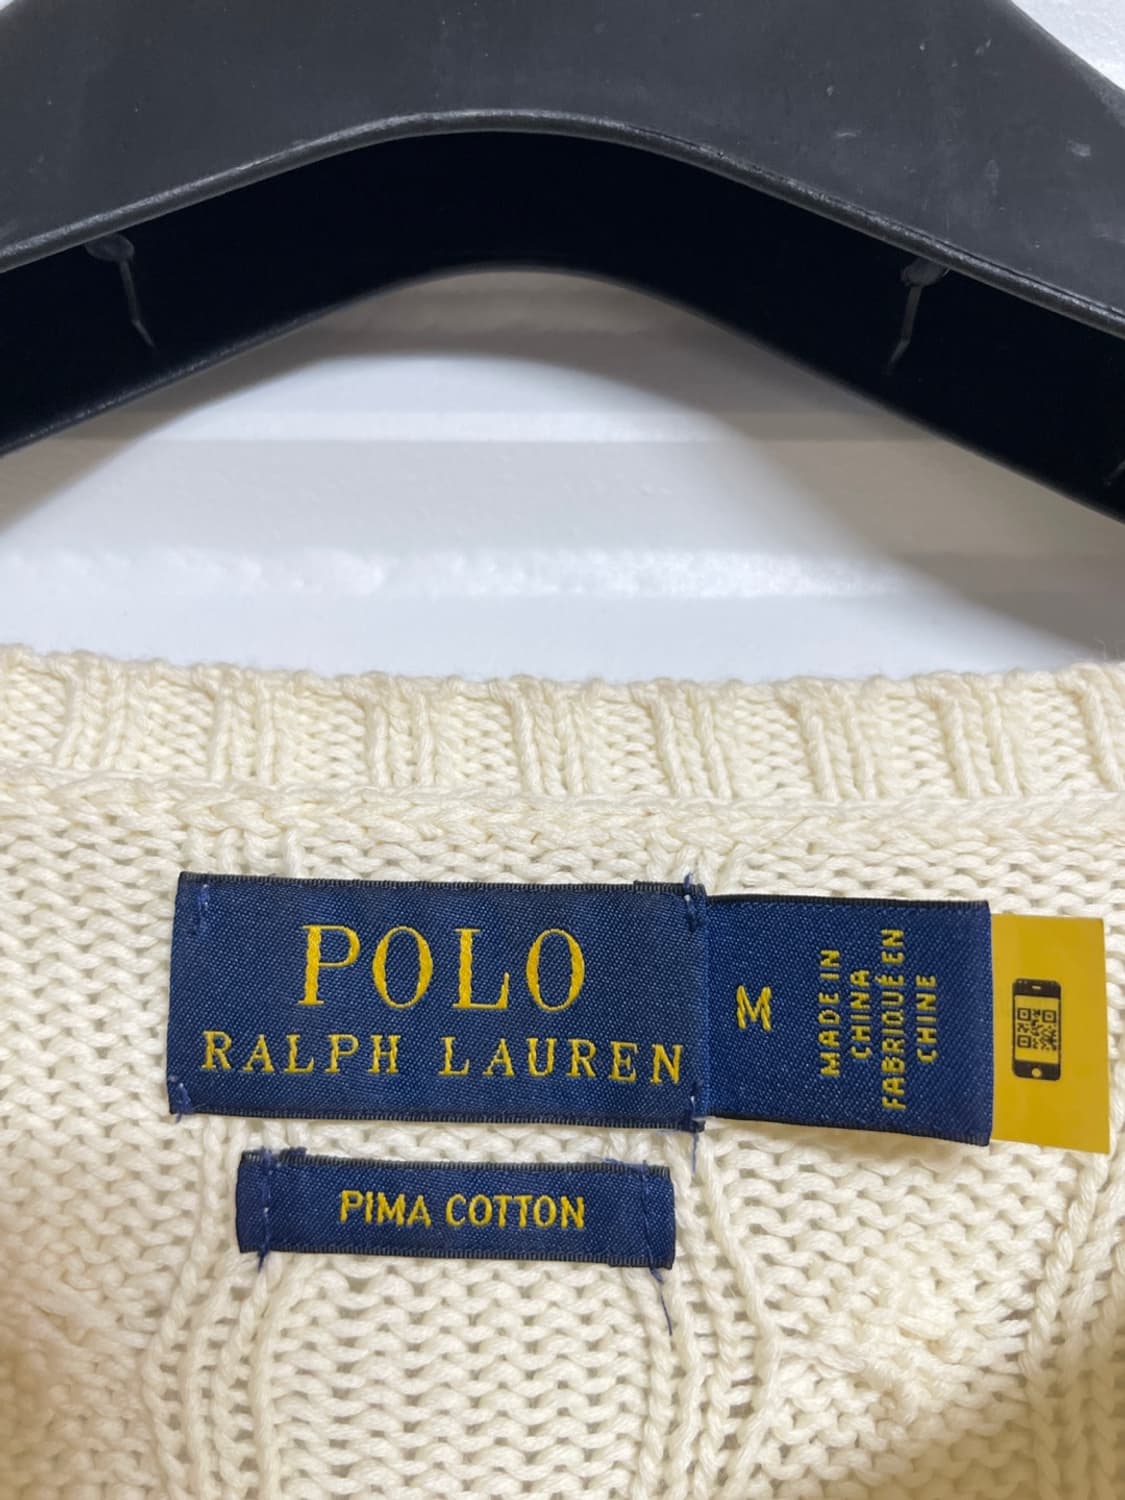 POLO
RALPH LAUREN
M
MADE IN
CHINA
FABRIQUÉ EN
CHINE
PIMA COTTON